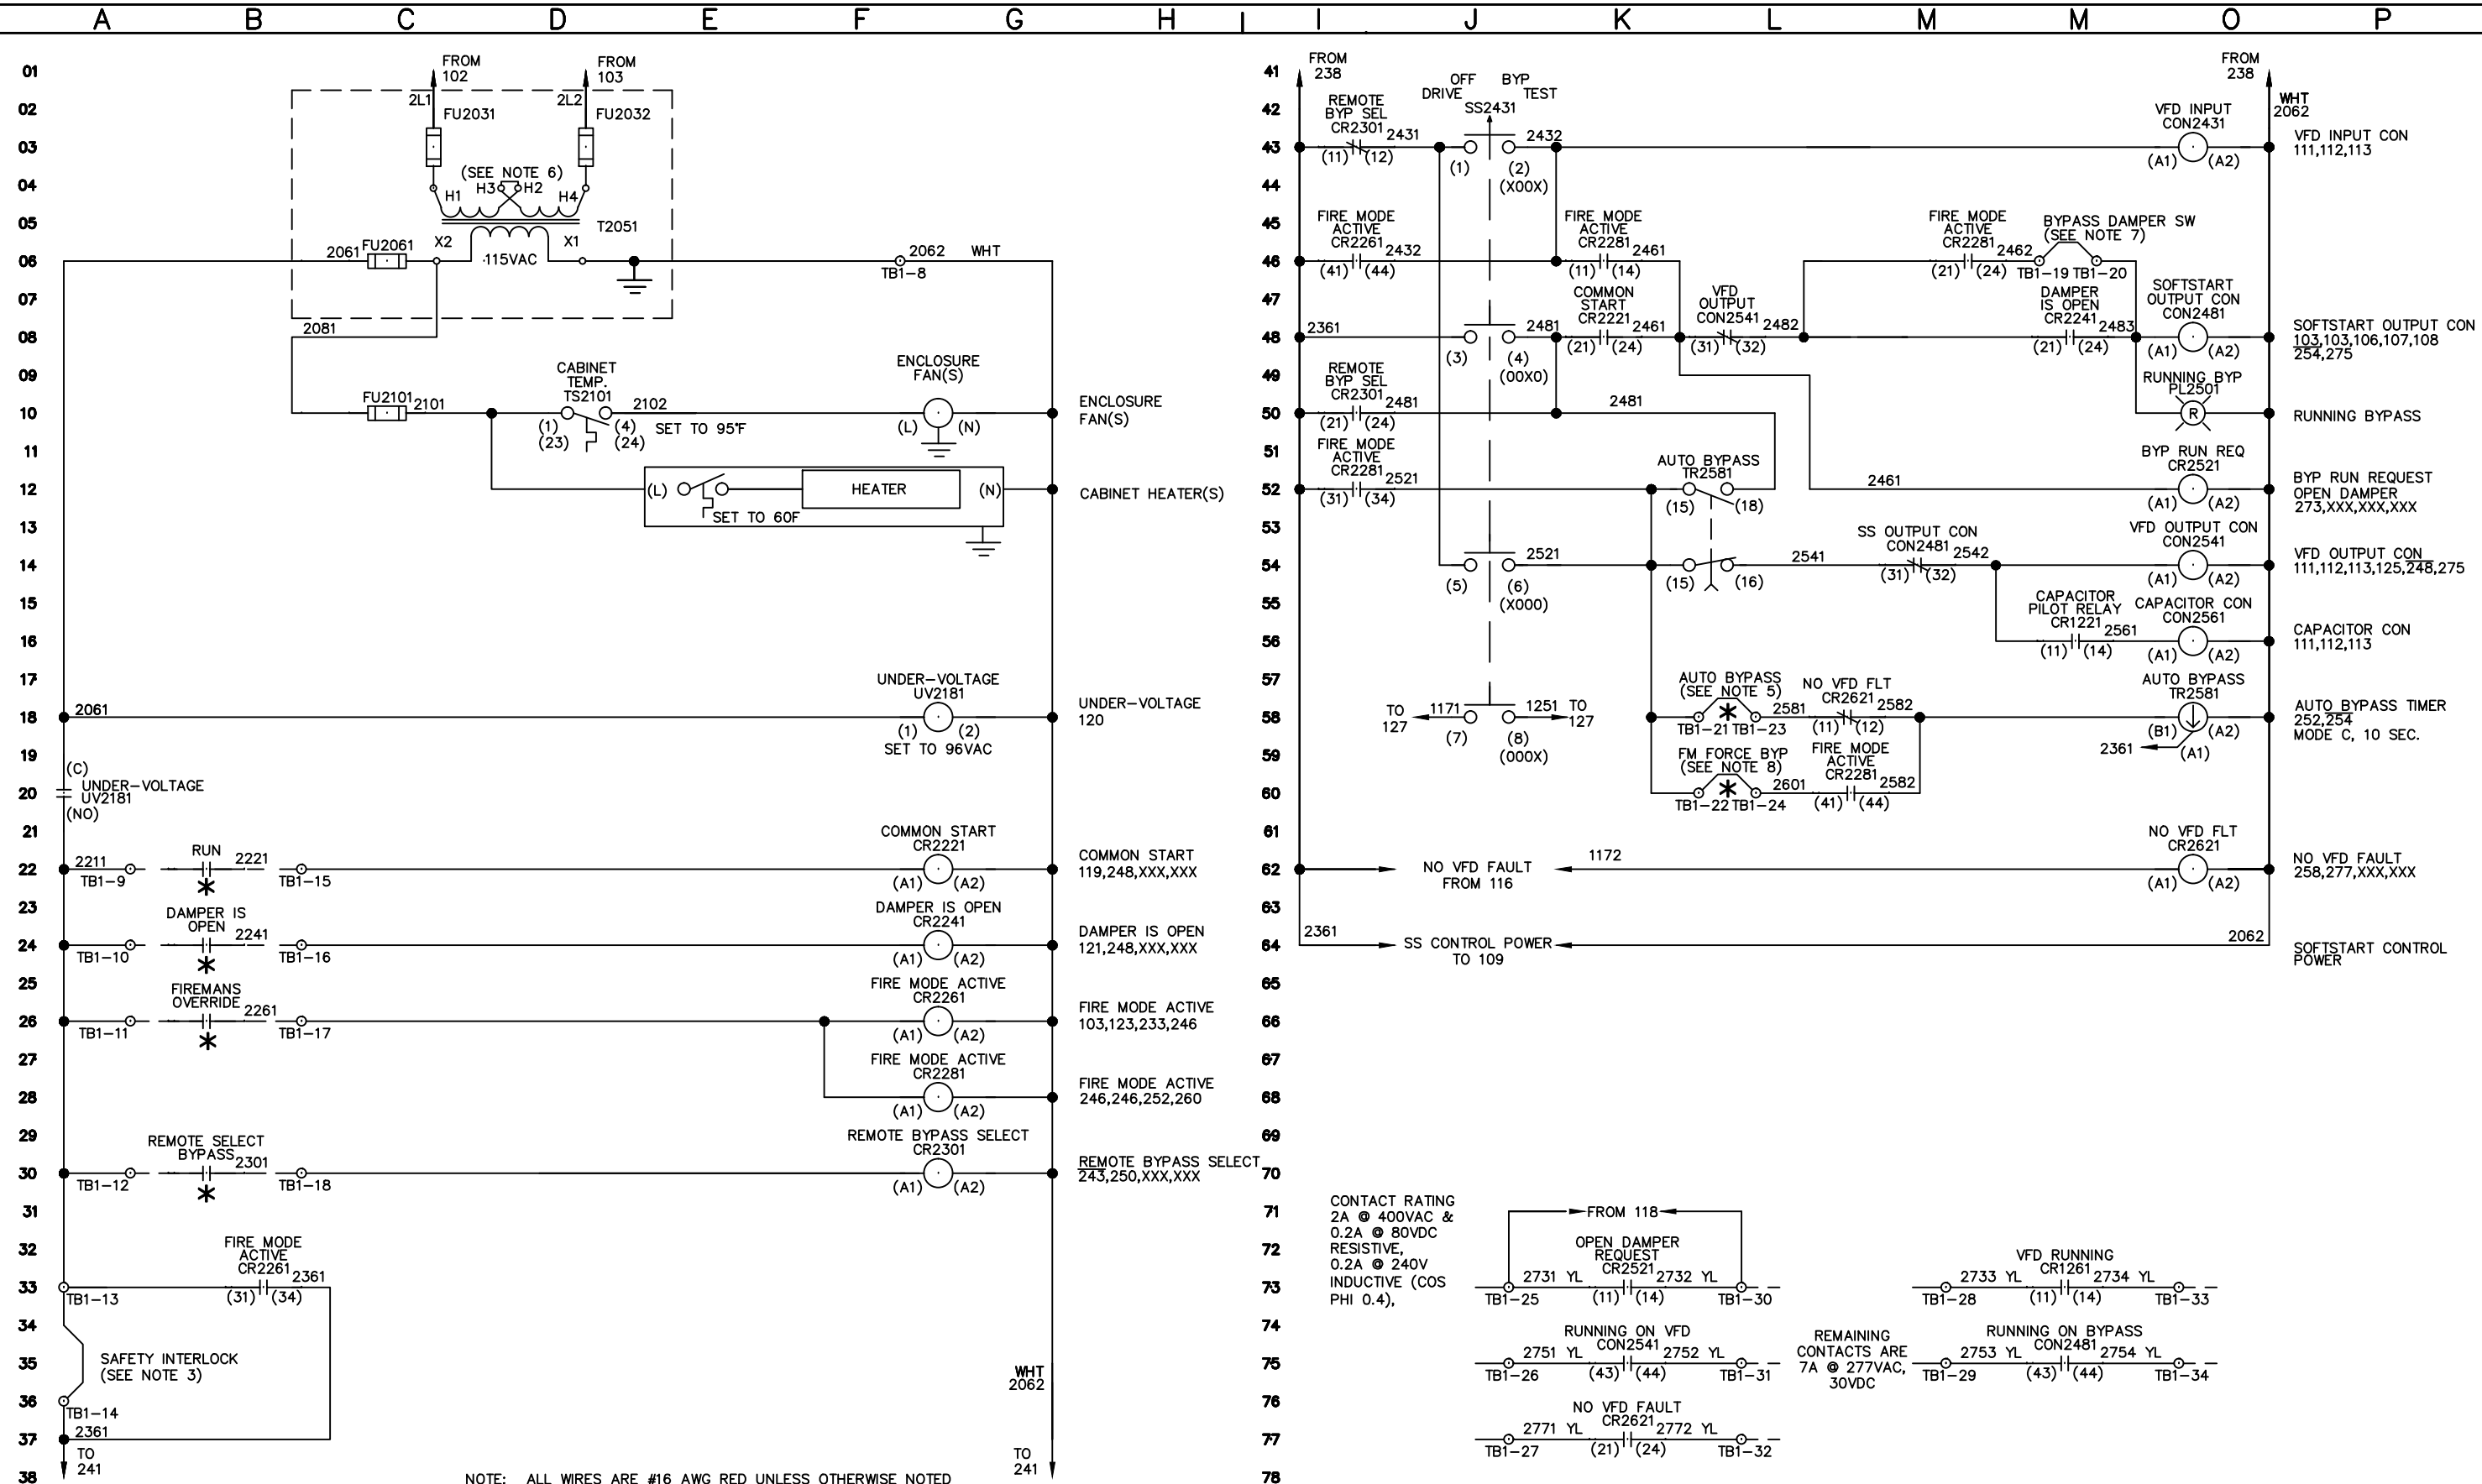 A B C D E F G H I J K L M M O P
01
FROM
102
FROM
103
02
2L1
FU2031
2L2
FU2032
03
04
(SEE NOTE 6)
H1 H3 H2 H4
05
T2051
06
2061 FU2061 X2 115VAC X1
2062 WHT
TB1-8
07
08
2081
09
ENCLOSURE
FAN(S)
CABINET
TEMP.
TS2101
10
FU2101 2101
2102
(1) (4)
(23) (24)
SET TO 95°F
(L) (N)
ENCLOSURE
FAN(S)
11
12
(L) HEATER (N)
SET TO 60F
CABINET HEATER(S)
13
14
15
16
17
UNDER-VOLTAGE
UV2181
18
2061
(1) (2)
SET TO 96VAC
UNDER-VOLTAGE
120
19
(C)
UNDER-VOLTAGE
UV2181
(NO)
20
21
COMMON START
CR2221
22
2211 RUN 2221
TB1-9 * TB1-15
(A1) (A2)
COMMON START
119,248,XXX,XXX
23
DAMPER IS
OPEN
DAMPER IS OPEN
CR2241
24
2241
TB1-10 * TB1-16
(A1) (A2)
DAMPER IS OPEN
121,248,XXX,XXX
25
FIREMANS
OVERRIDE
FIRE MODE ACTIVE
CR2261
26
2261
TB1-11 * TB1-17
(A1) (A2)
FIRE MODE ACTIVE
103,123,233,246
27
FIRE MODE ACTIVE
CR2281
28
(A1) (A2)
FIRE MODE ACTIVE
246,246,252,260
29
REMOTE SELECT
BYPASS
REMOTE BYPASS SELECT
CR2301
30
2301
TB1-12 * TB1-18
(A1) (A2)
REMOTE BYPASS SELECT
243,250,XXX,XXX
31
32
FIRE MODE
ACTIVE
CR2261
33
2361
TB1-13
(31) (34)
34
35
SAFETY INTERLOCK
(SEE NOTE 3)
WHT
2062
36
TB1-14
37
2361
TO
241
TO
241
38
NOTE: ALL WIRES ARE #16 AWG RED UNLESS OTHERWISE NOTED
41
FROM
238
OFF BYP
DRIVE TEST
SS2431
FROM
238
42
REMOTE
BYP SEL
CR2301
VFD INPUT
CON2431
WHT
2062
43
2431 2432
(11) (12) (1) (2)
(X00X)
(A1) (A2)
VFD INPUT CON
111,112,113
44
45
FIRE MODE
ACTIVE
CR2261
FIRE MODE
ACTIVE
CR2281
FIRE MODE
ACTIVE
CR2281
BYPASS DAMPER SW
(SEE NOTE 7)
46
2432 2461 2462
(41) (44) (11) (14) (21) (24) TB1-19 TB1-20
47
COMMON
START
CR2221
VFD
OUTPUT
CON2541
DAMPER
IS OPEN
CR2241
SOFTSTART
OUTPUT CON
CON2481
48
2361 2481 2461 2482 2483
(3) (4) (21) (24) (31) (32) (21) (24) (A1) (A2)
(00X0)
SOFTSTART OUTPUT CON
103,103,106,107,108
254,275
49
REMOTE
BYP SEL
CR2301
RUNNING BYP
PL2501
50
2481 2481
(21) (24)
R
RUNNING BYPASS
51
FIRE MODE
ACTIVE
CR2281
AUTO BYPASS
TR2581
BYP RUN REQ
CR2521
52
2521 2461
(31) (34) (15) (18) (A1) (A2)
BYP RUN REQUEST
OPEN DAMPER
273,XXX,XXX,XXX
53
SS OUTPUT CON
CON2481
VFD OUTPUT CON
CON2541
54
2521 2541 2542
(5) (6) (15) (16) (31) (32) (A1) (A2)
(X000)
VFD OUTPUT CON
111,112,113,125,248,275
55
CAPACITOR
PILOT RELAY
CR1221
CAPACITOR CON
CON2561
56
2561
(11) (14) (A1) (A2)
CAPACITOR CON
111,112,113
57
AUTO BYPASS
(SEE NOTE 5)
NO VFD FLT
CR2621
AUTO BYPASS
TR2581
58
TO
127
1171 1251 TO
127
(7) (8)
(000X)
* 2581 2582
TB1-21 TB1-23 (11) (12) (B1) (A2)
AUTO BYPASS TIMER
252,254
MODE C, 10 SEC.
59
2361 (A1)
FM FORCE BYP
(SEE NOTE 8)
FIRE MODE
ACTIVE
CR2281
60
* 2601 2582
TB1-22 TB1-24 (41) (44)
61
NO VFD FLT
CR2621
62
NO VFD FAULT
FROM 116
1172
(A1) (A2)
NO VFD FAULT
258,277,XXX,XXX
63
64
2361 SS CONTROL POWER
TO 109
2062
SOFTSTART CONTROL
POWER
65
66
67
68
69
70
71
CONTACT RATING
2A @ 400VAC &
0.2A @ 80VDC
RESISTIVE,
0.2A @ 240V
INDUCTIVE (COS
PHI 0.4),
FROM 118
72
OPEN DAMPER
REQUEST
CR2521
VFD RUNNING
CR1261
73
2731 YL 2732 YL
TB1-25 (11) (14) TB1-30
2733 YL 2734 YL
TB1-28 (11) (14) TB1-33
74
RUNNING ON VFD
CON2541
REMAINING
CONTACTS ARE
7A @ 277VAC,
30VDC
RUNNING ON BYPASS
CON2481
75
2751 YL 2752 YL
TB1-26 (43) (44) TB1-31
2753 YL 2754 YL
TB1-29 (43) (44) TB1-34
76
NO VFD FAULT
CR2621
77
2771 YL 2772 YL
TB1-27 (21) (24) TB1-32
78